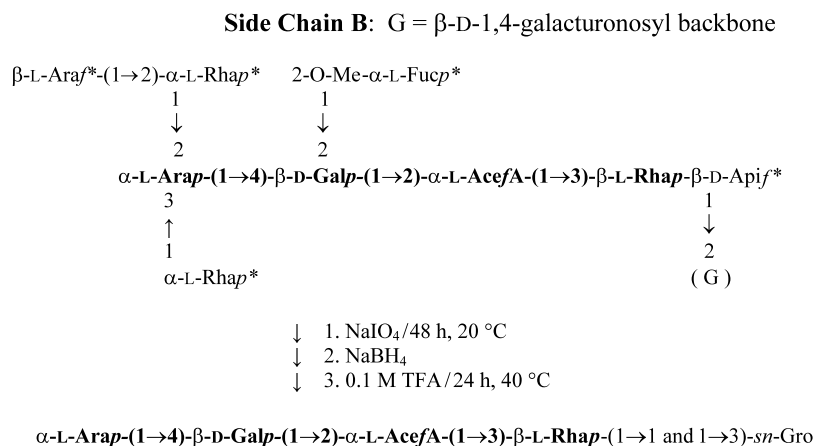 Side Chain B: G = β-D-1,4-galacturonosyl backbone
β-L-Araf*-(1→2)-α-L-Rhap* 2-O-Me-α-L-Fucp*
1 1
↓ ↓
2 2
α-L-Arap-(1→4)-β-D-Galp-(1→2)-α-L-AcefA-(1→3)-β-L-Rhap-β-D-Apif*
3 1
↑ ↓
1 2
α-L-Rhap* ( G )
↓ 1. NaIO₄/48 h, 20 °C
↓ 2. NaBH₄
↓ 3. 0.1 M TFA/24 h, 40 °C
α-L-Arap-(1→4)-β-D-Galp-(1→2)-α-L-AcefA-(1→3)-β-L-Rhap-(1→1 and 1→3)-sn-Gro